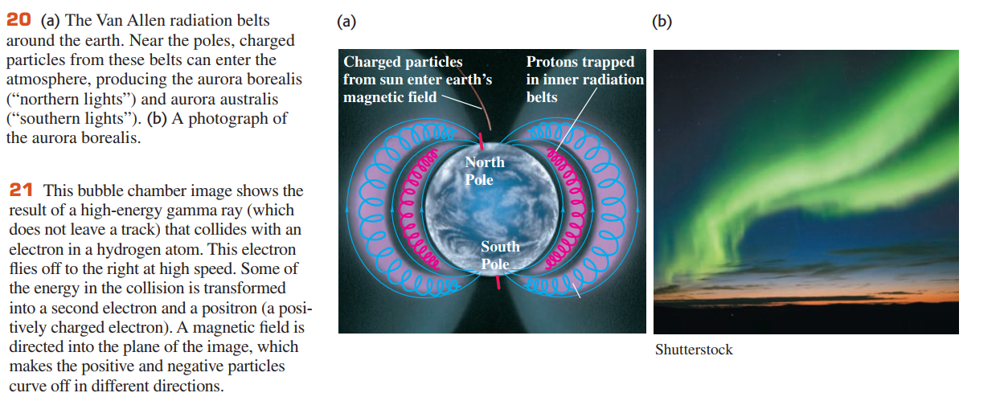 20 (a) The Van Allen radiation belts
around the earth. Near the poles, charged
particles from these belts can enter the
atmosphere, producing the aurora borealis
(“northern lights”) and aurora australis
(“southern lights”). (b) A photograph of
the aurora borealis.
21 This bubble chamber image shows the
result of a high-energy gamma ray (which
does not leave a track) that collides with an
electron in a hydrogen atom. This electron
flies off to the right at high speed. Some of
the energy in the collision is transformed
into a second electron and a positron (a posi-
tively charged electron). A magnetic field is
directed into the plane of the image, which
makes the positive and negative particles
curve off in different directions.
(a)
Charged particles
from sun enter earth’s
magnetic field
Protons trapped
in inner radiation
belts
North
Pole
South
Pole
(b)
Shutterstock